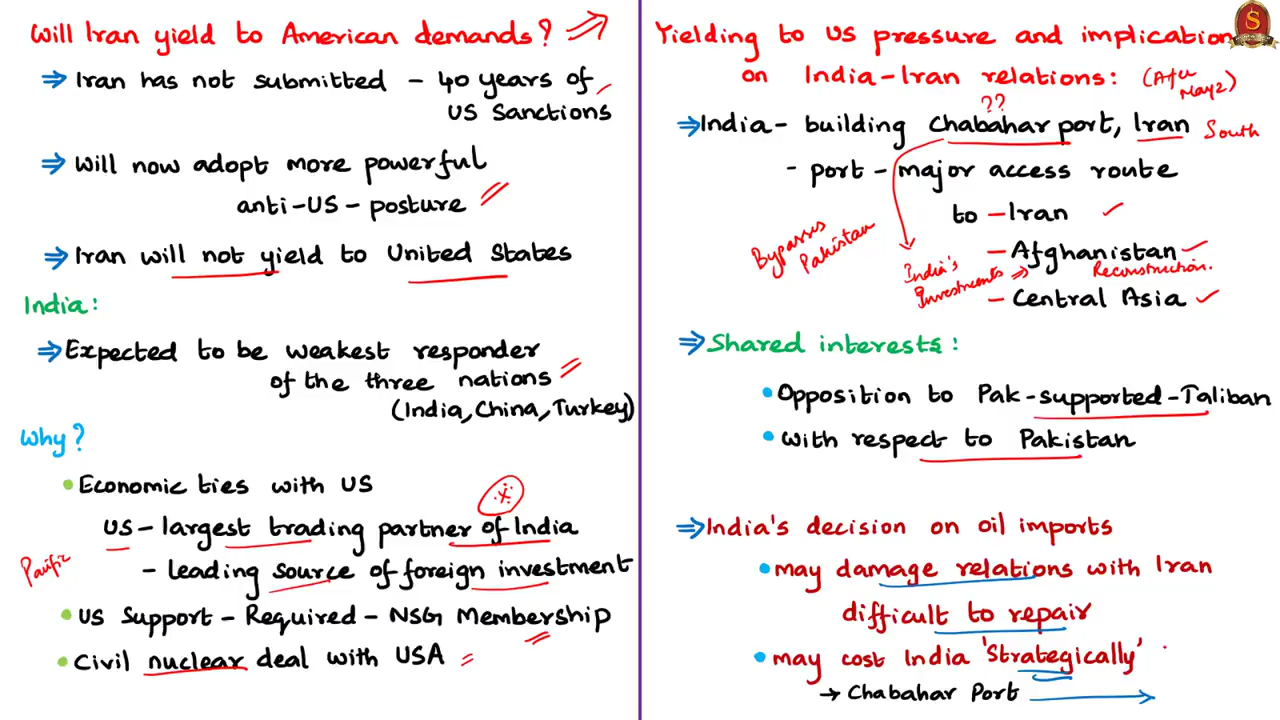 Will Iran yield to American demands?
⇒ Iran has not submitted – 40 years of
US Sanctions
⇒ Will now adopt more powerful
anti-US-posture
⇒ Iran will not yield to United States
India:
⇒ Expected to be weakest responder
of the three nations
(India, China, Turkey)
Why?
• Economic ties with US
US – largest trading partner of India
Pacific
– leading source of foreign investment
• US Support – Required – NSG Membership
• Civil nuclear deal with USA
S
Yielding to US pressure and implication
on India-Iran relations: (After
May 2)
??
⇒ India – building Chabahar port, Iran South
- port – major access route
to – Iran ✓
Bypasses
Pakistan
– Afghanistan ✓
India's
Investments ⇒
Reconstruction.
– Central Asia ✓
⇒ Shared interests:
• Opposition to Pak-supported-Taliban
• with respect to Pakistan
⇒ India's decision on oil imports
• may damage relations with Iran
difficult to repair
• may cost India 'Strategically'
→ Chabahar Port →